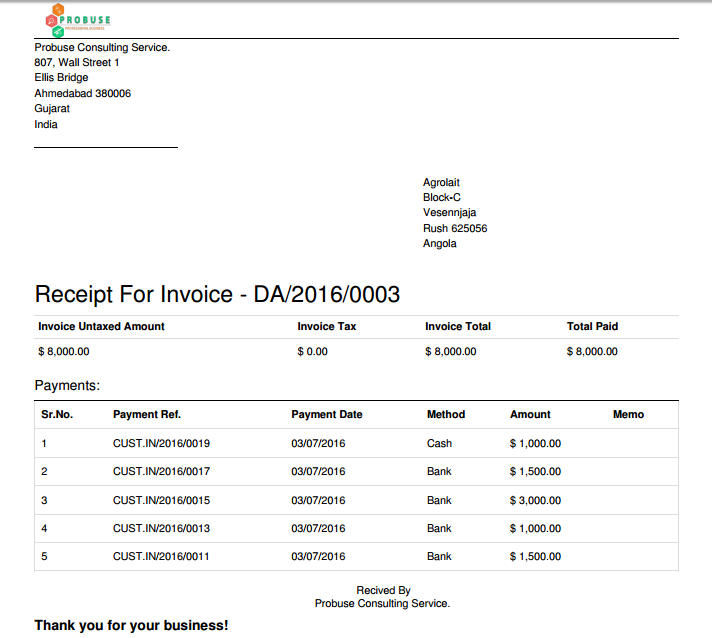 PROBUSE
Probuse Consulting Service.
807, Wall Street 1
Ellis Bridge
Ahmedabad 380006
Gujarat
India
Agrolait
Block-C
Vesennjaja
Rush 625056
Angola
Receipt For Invoice - DA/2016/0003
Invoice Untaxed Amount Invoice Tax Invoice Total Total Paid
$ 8,000.00 $ 0.00 $ 8,000.00 $ 8,000.00
Payments:
Sr.No. Payment Ref. Payment Date Method Amount Memo
1 CUST.IN/2016/0019 03/07/2016 Cash $ 1,000.00
2 CUST.IN/2016/0017 03/07/2016 Bank $ 1,500.00
3 CUST.IN/2016/0015 03/07/2016 Bank $ 3,000.00
4 CUST.IN/2016/0013 03/07/2016 Bank $ 1,000.00
5 CUST.IN/2016/0011 03/07/2016 Bank $ 1,500.00
Recived By
Probuse Consulting Service.
Thank you for your business!